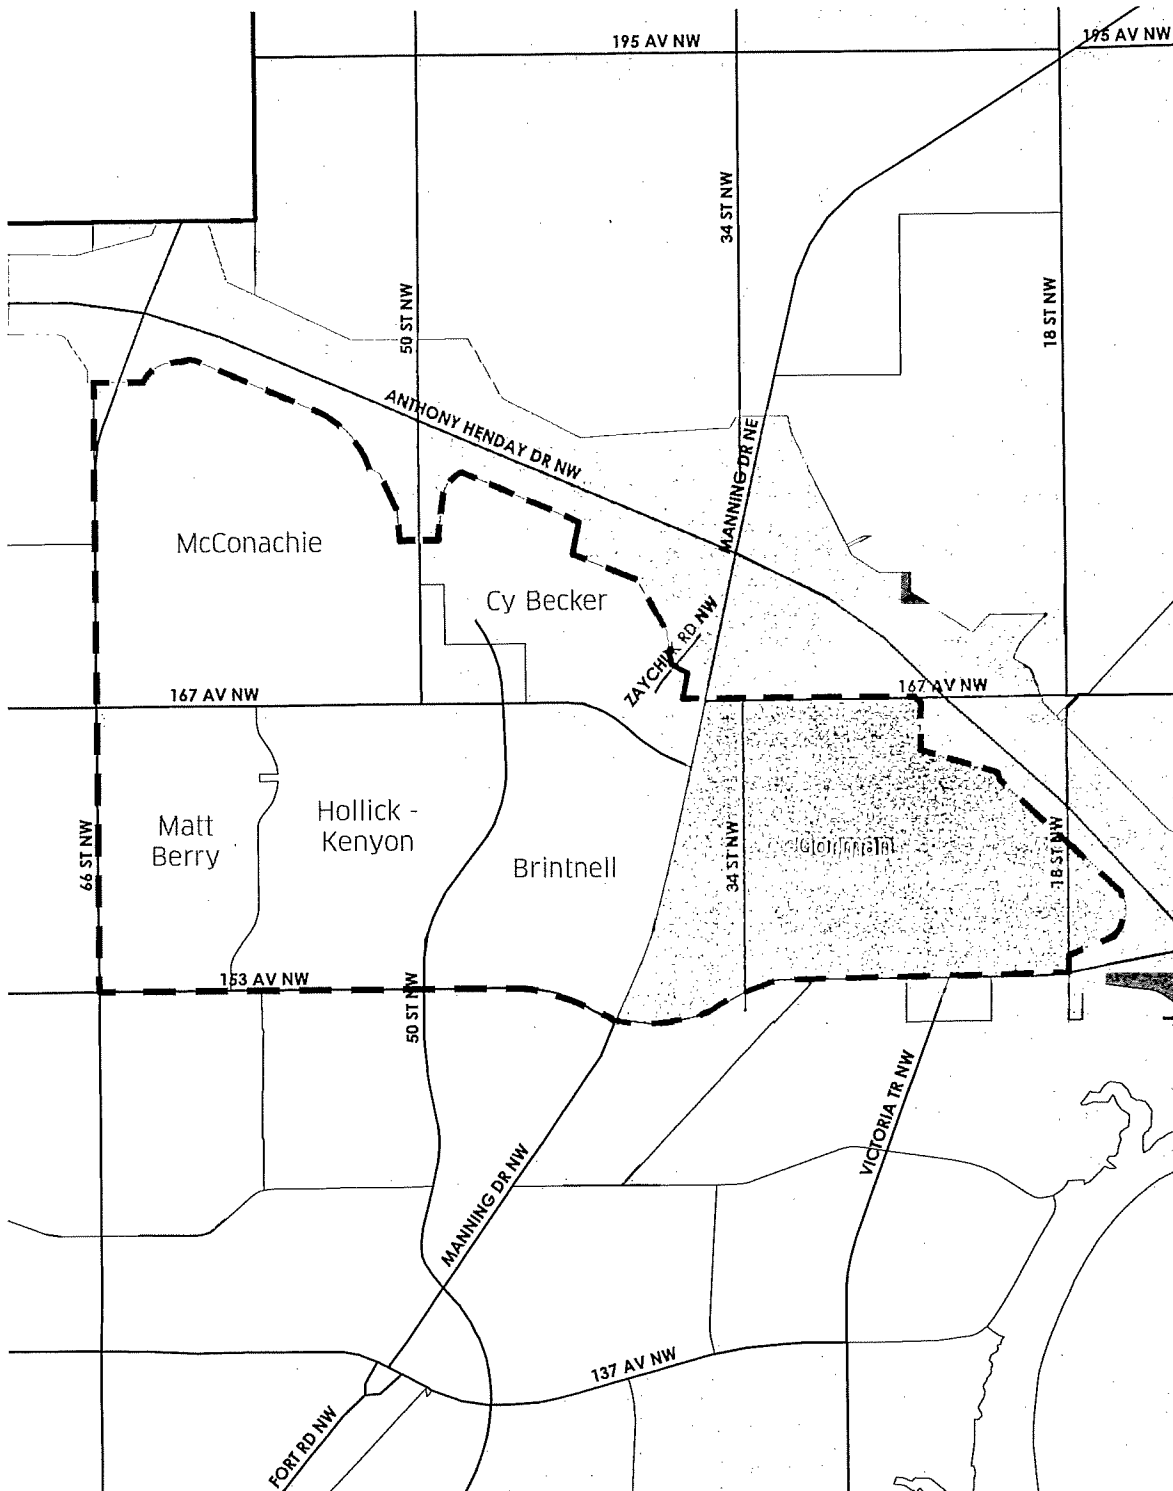 195 AV NW
195 AV NW
34 ST NW
50 ST NW
18 ST NW
ANTHONY HENDAY DR NW
MANNING DR NE
McConachie
Cy Becker
ZAYCHUK RD NW
167 AV NW
167 AV NW
Matt
Berry
Hollick -
Kenyon
Brintnell
Gorman
66 ST NW
34 ST NW
18 ST NW
153 AV NW
50 ST NW
VICTORIA TR NW
MANNING DR NW
137 AV NW
FORT RD NW